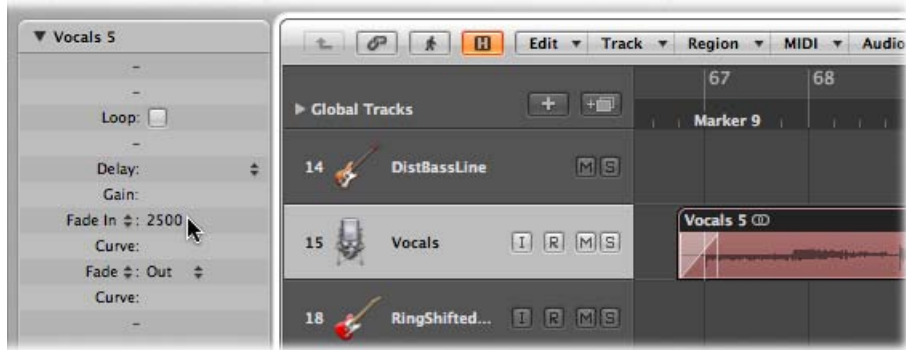 Vocals 5
-
-
Loop:
-
Delay:
Gain:
Fade In : 2500
Curve:
Fade : Out
Curve:
-
H Edit Track Region MIDI Audio
67 68
Global Tracks
Marker 9
14 DistBassLine M S
15 Vocals I R M S
Vocals 5
18 RingShifted... I R M S